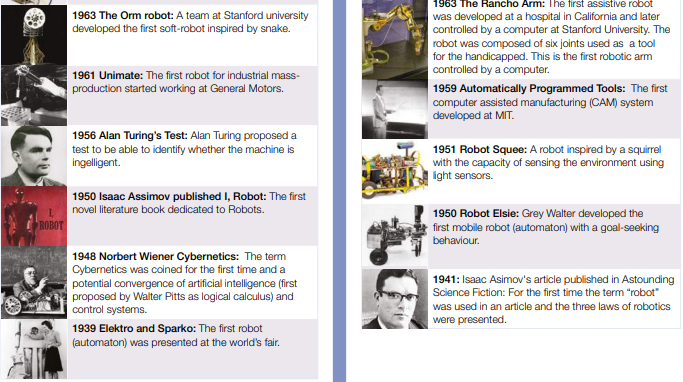 1963 The Orm robot: A team at Stanford university
developed the first soft-robot inspired by snake.
1961 Unimate: The first robot for industrial mass-
production started working at General Motors.
1956 Alan Turing's Test: Alan Turing proposed a
test to be able to identify whether the machine is
ingelligent.
1950 Isaac Assimov published I, Robot: The first
novel literature book dedicated to Robots.
I,
ROBOT
1948 Norbert Wiener Cybernetics: The term
Cybernetics was coined for the first time and a
potential convergence of artificial intelligence (first
proposed by Walter Pitts as logical calculus) and
control systems.
1939 Elektro and Sparko: The first robot
(automaton) was presented at the world's fair.
1963 The Rancho Arm: The first assistive robot
was developed at a hospital in California and later
controlled by a computer at Stanford University. The
robot was composed of six joints used as a tool
for the handicapped. This is the first robotic arm
controlled by a computer.
1959 Automatically Programmed Tools: The first
computer assisted manufacturing (CAM) system
developed at MIT.
1951 Robot Squee: A robot inspired by a squirrel
with the capacity of sensing the environment using
light sensors.
1950 Robot Elsie: Grey Walter developed the
first mobile robot (automaton) with a goal-seeking
behaviour.
1941: Isaac Asimov's article published in Astounding
Science Fiction: For the first time the term "robot"
was used in an article and the three laws of robotics
were presented.